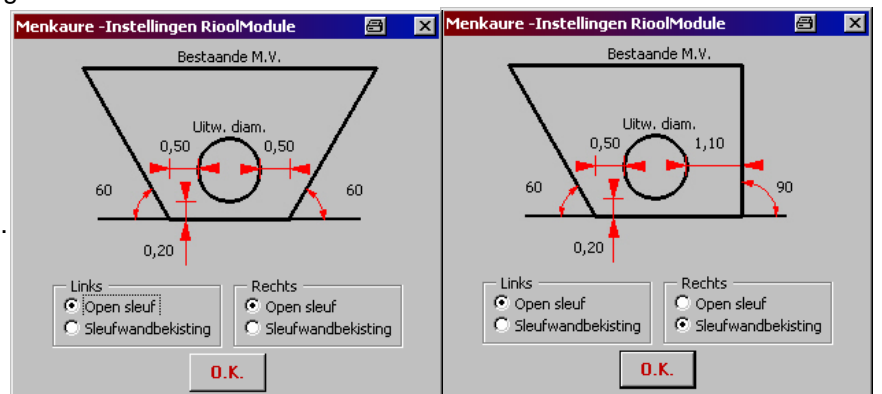 Menkaure -Instellingen RioolModule
Bestaande M.V.
Uitw. diam.
0,50
0,50
60
60
0,20
Links
Open sleuf
Sleufwandbekisting
Rechts
Open sleuf
Sleufwandbekisting
O.K.
Menkaure -Instellingen RioolModule
Bestaande M.V.
Uitw. diam.
0,50
1,10
60
90
0,20
Links
Open sleuf
Sleufwandbekisting
Rechts
Open sleuf
Sleufwandbekisting
O.K.
.